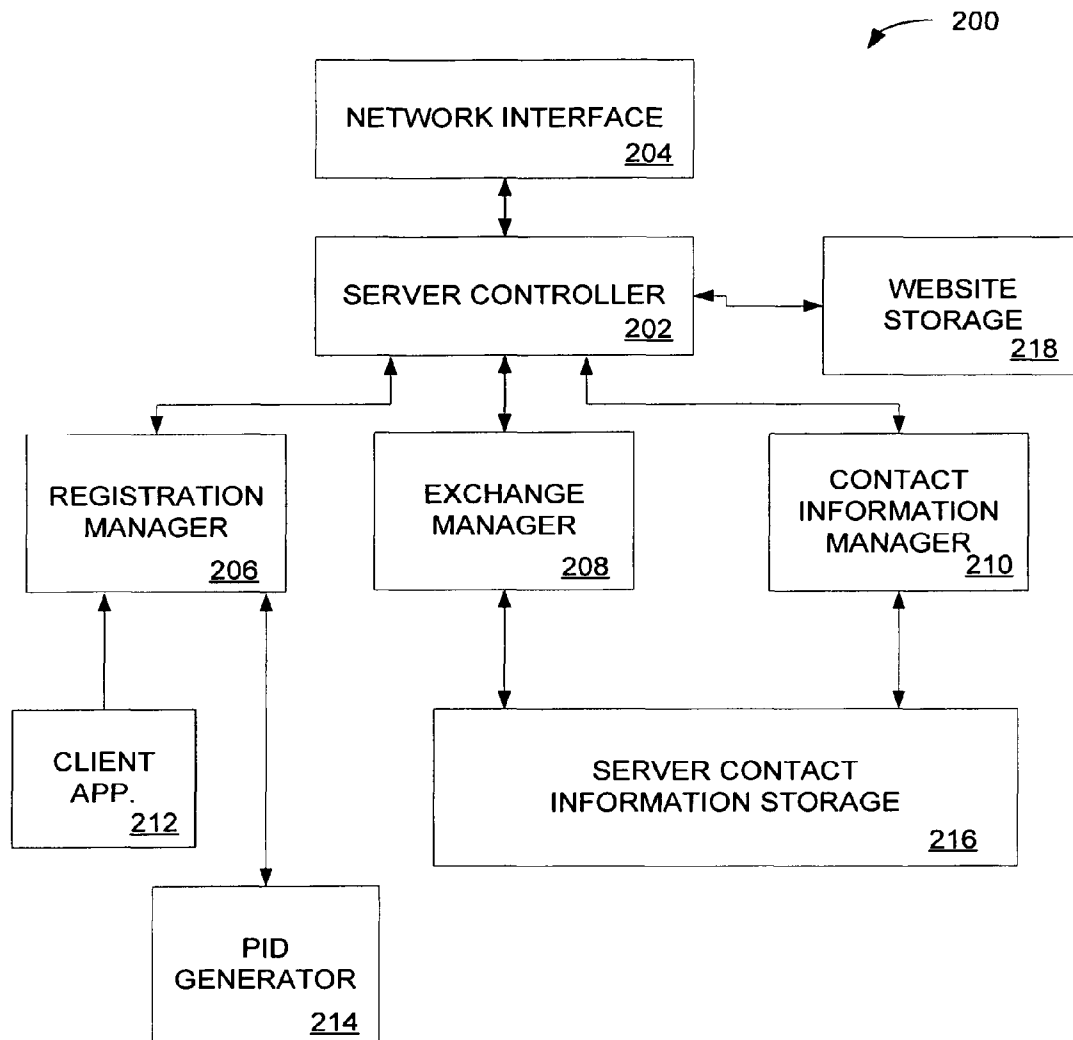 200
NETWORK INTERFACE
204
SERVER CONTROLLER
202
WEBSITE
STORAGE
218
REGISTRATION
MANAGER
206
EXCHANGE
MANAGER
208
CONTACT
INFORMATION
MANAGER
210
CLIENT
APP.
212
SERVER CONTACT
INFORMATION STORAGE
216
PID
GENERATOR
214